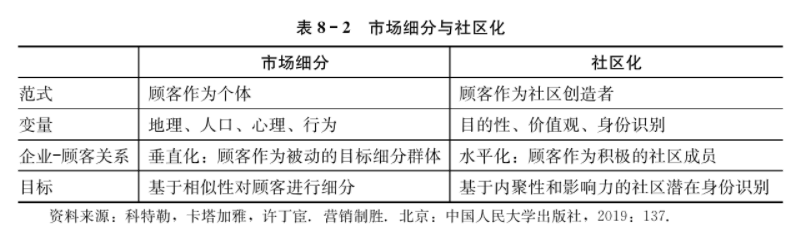 表 8-2 市场细分与社区化
市场细分 社区化
范式 顾客作为个体 顾客作为社区创造者
变量 地理、人口、心理、行为 目的性、价值观、身份识别
企业-顾客关系 垂直化：顾客作为被动的目标细分群体 水平化：顾客作为积极的社区成员
目标 基于相似性对顾客进行细分 基于内聚性和影响力的社区潜在身份识别
资料来源：科特勒，卡塔加雅，许丁宦. 营销制胜. 北京：中国人民大学出版社，2019：137.